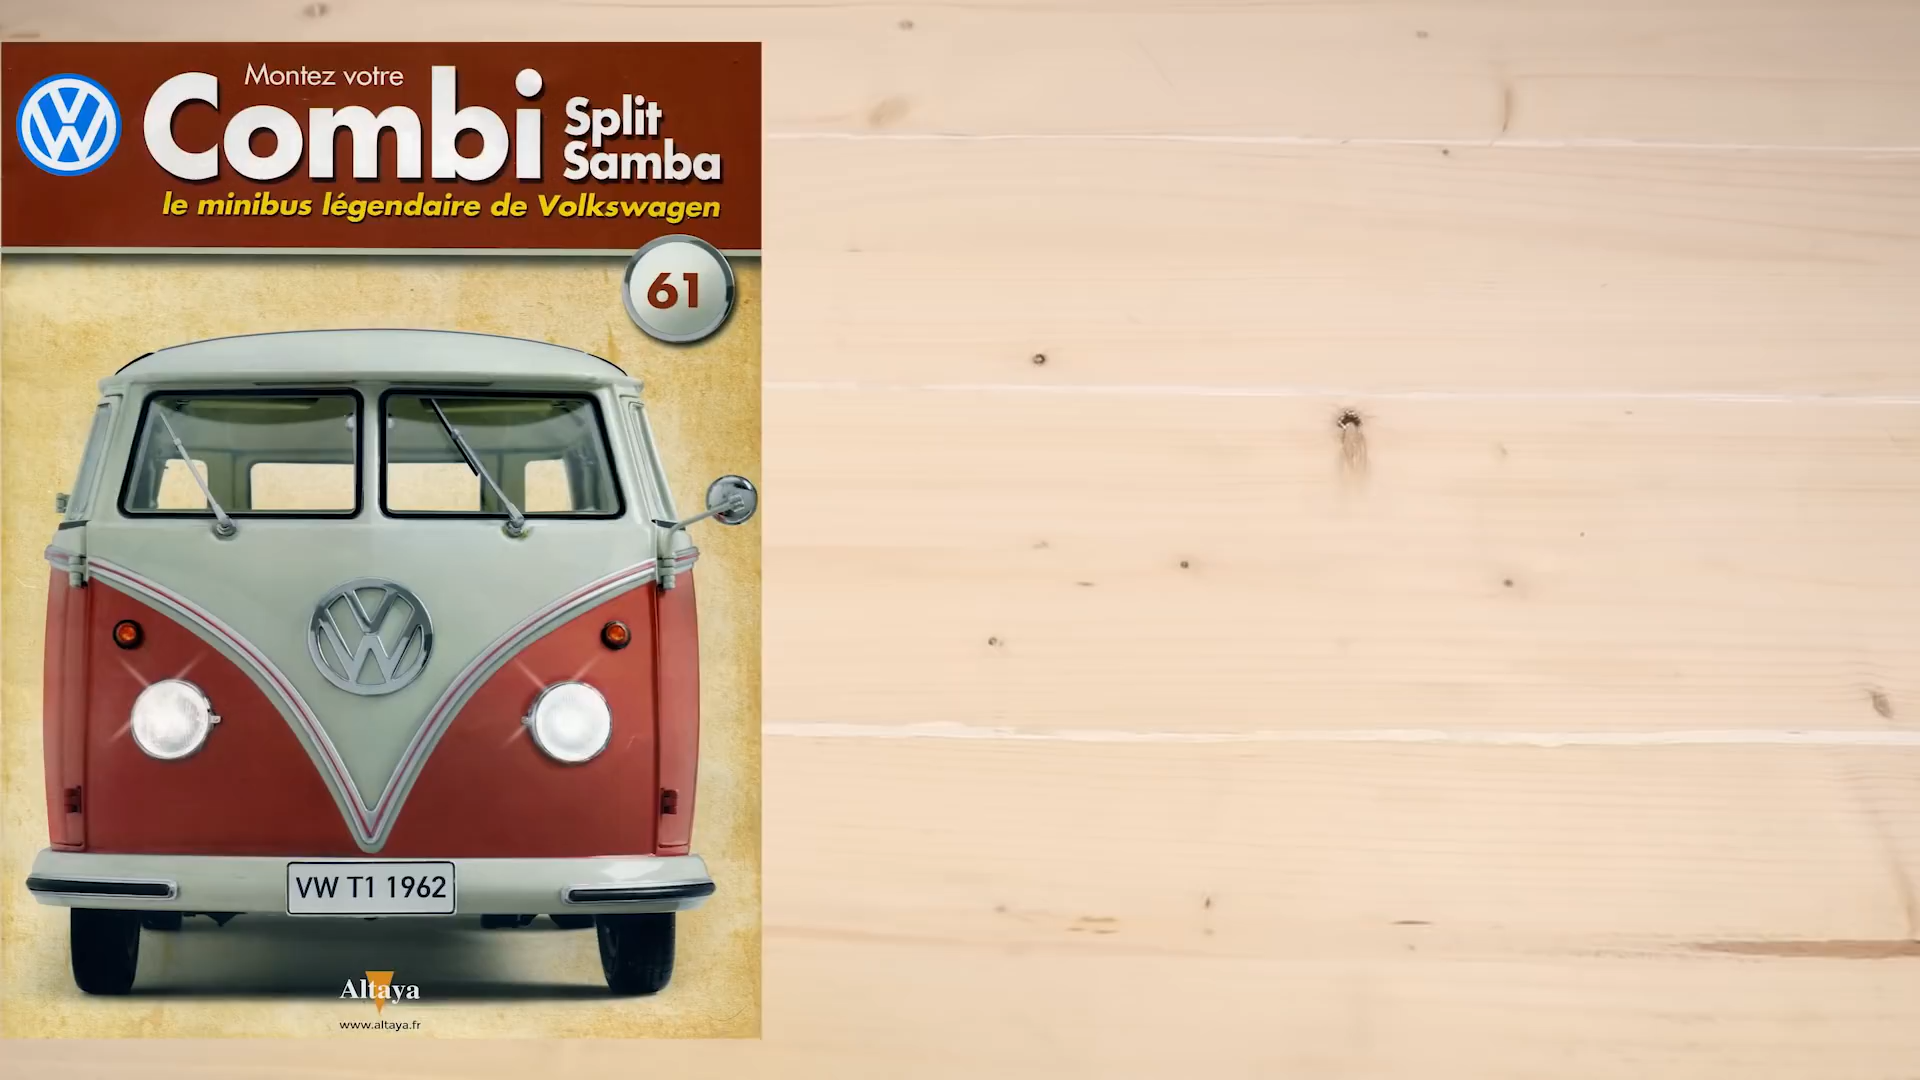 Montez votre
Combi
Split
Samba
le minibus légendaire de Volkswagen
61
VW T1 1962
Altaya
www.altaya.fr